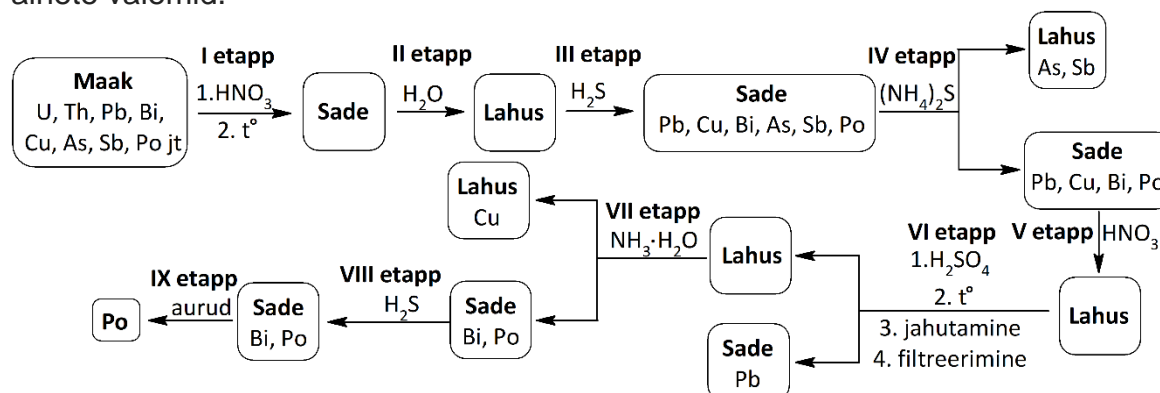 I etapp
II etapp
III etapp
IV etapp
Lahus
As, Sb
Maak
U, Th, Pb, Bi,
Cu, As, Sb, Po jt
1.HNO₃
2. t°
Sade
H₂O
Lahus
H₂S
Sade
Pb, Cu, Bi, As, Sb, Po
(NH₄)₂S
Sade
Pb, Cu, Bi, Po
Lahus
Cu
VII etapp
NH₃·H₂O
Lahus
VI etapp
1.H₂SO₄
2. t°
3. jahutamine
4. filtreerimine
V etapp
HNO₃
Lahus
IX etapp
aurud
Po
Sade
Bi, Po
VIII etapp
H₂S
Sade
Bi, Po
Sade
Pb